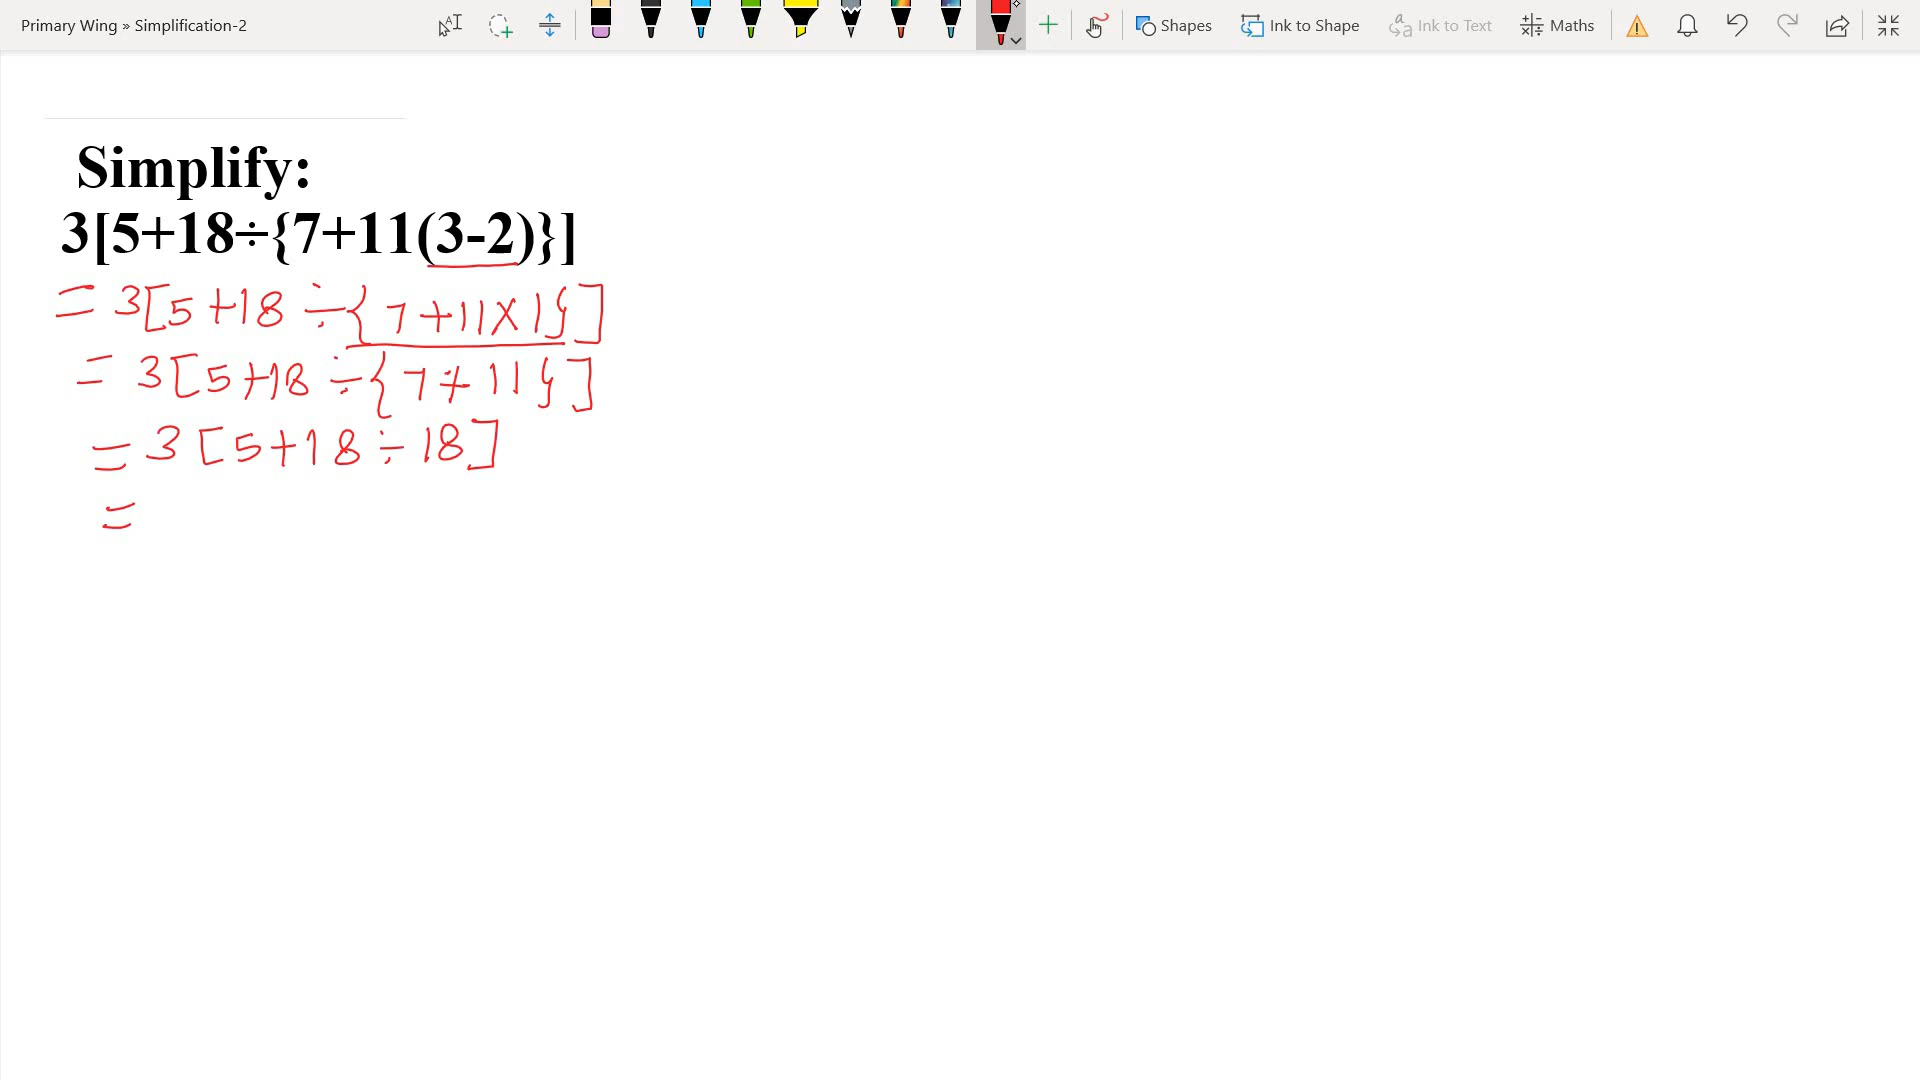 Primary Wing » Simplification-2
Shapes
Ink to Shape
Ink to Text
Maths
Simplify:
3[5+18÷{7+11(3-2)}]
= 3[5+18÷{7+11×1}]
= 3[5+18÷{7+11}]
= 3[5+18÷18]
=